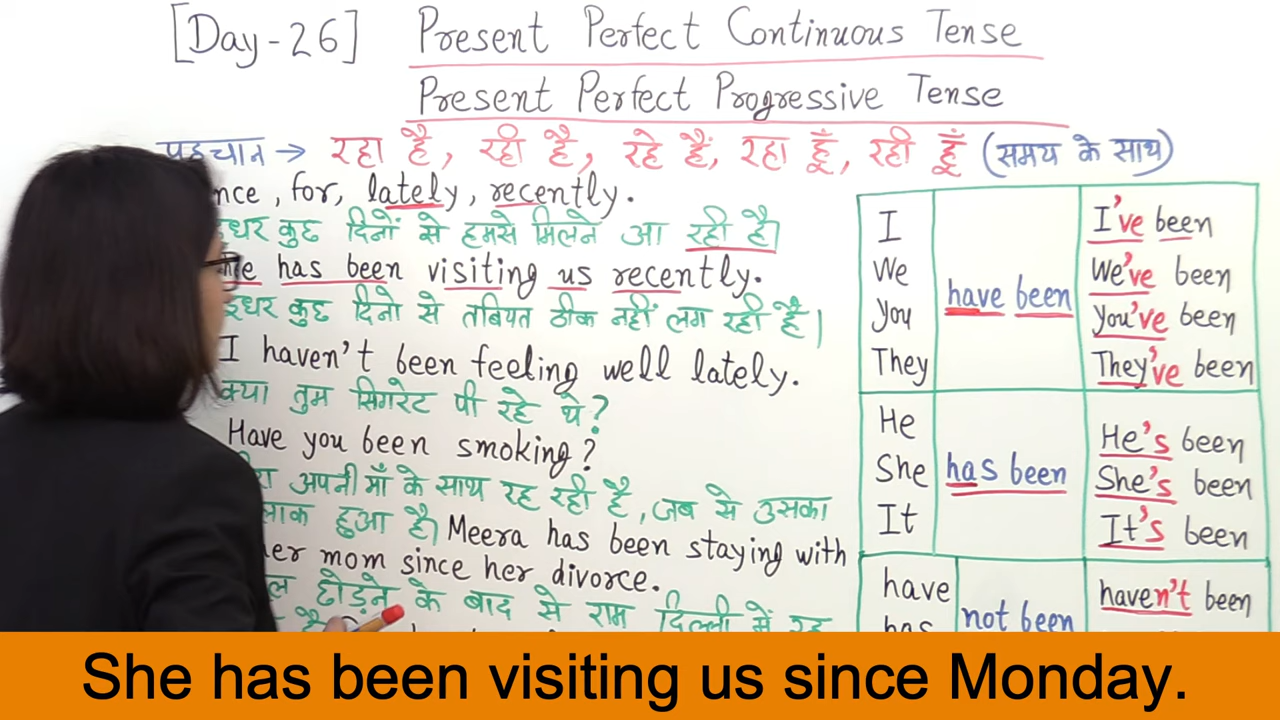 [Day-26] Present Perfect Continuous Tense
Present Perfect Progressive Tense
पहचान → रहा है, रही है, रहे हैं, रहा हूँ, रही हूँ (समय के साथ)
nce, for, lately, recently.
इधर कुछ दिनों से हमसे मिलने आ रही है।
She has been visiting us recently.
इधर कुछ दिनो से तबियत ठीक नहीं लग रही है।
I haven't been feeling well lately.
क्या तुम सिगरेट पी रहे थे?
Have you been smoking?
अपनी माँ के साथ रह रही है, जब से उसका
लाक हुआ है। Meera has been staying with
her mom since her divorce.
छोड़ने के बाद से राम दिल्ली में रह
I
We
You
They
have been
I've been
We've been
You've been
They've been
He
She
It
has been
He's been
She's been
It's been
have
has
not been
haven't been
She has been visiting us since Monday.